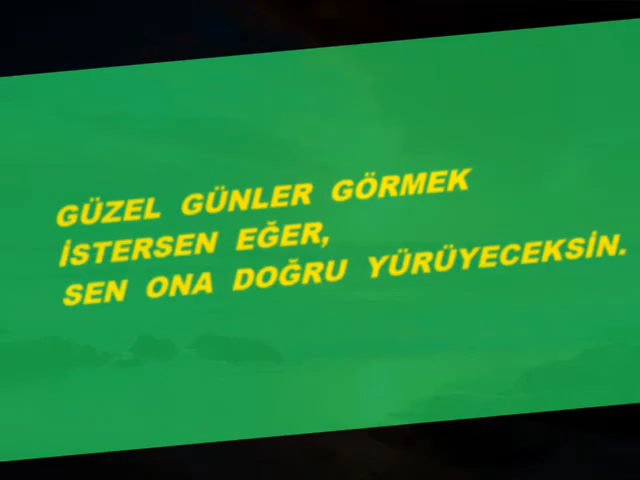 GÜZEL GÜNLER GÖRMEK
İSTERSEN EĞER,
SEN ONA DOĞRU YÜRÜYECEKSİN.